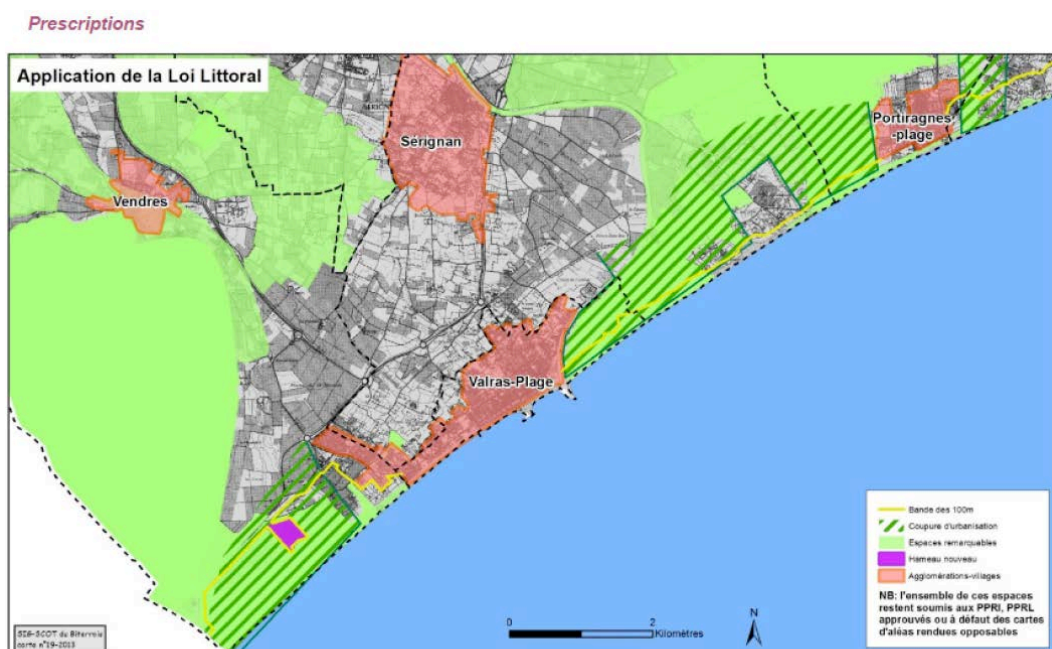 Prescriptions
Application de la Loi Littoral
Sérignan
Portiragnes
-plage
Vendres
Valras-Plage
Bande des 100m
Coupure d'urbanisation
Espaces remarquables
Hameau nouveau
Agglomérations-villages
NB: l'ensemble de ces espaces
restent soumis aux PPRI, PPRL
approuvés ou à défaut des cartes
d'aléas rendues opposables
N
0 2
Kilomètres
SIG-SCOT du Biterrois
carte n°19-2013